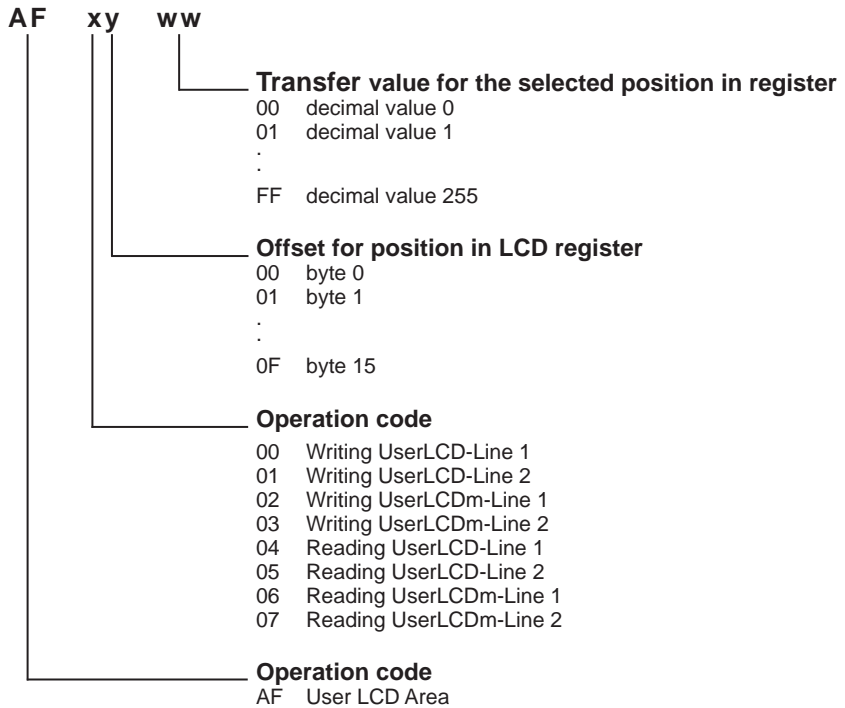 AF xy ww
Transfer value for the selected position in register
00 decimal value 0
01 decimal value 1
.
.
FF decimal value 255
Offset for position in LCD register
00 byte 0
01 byte 1
.
.
0F byte 15
Operation code
00 Writing UserLCD-Line 1
01 Writing UserLCD-Line 2
02 Writing UserLCDm-Line 1
03 Writing UserLCDm-Line 2
04 Reading UserLCD-Line 1
05 Reading UserLCD-Line 2
06 Reading UserLCDm-Line 1
07 Reading UserLCDm-Line 2
Operation code
AF User LCD Area